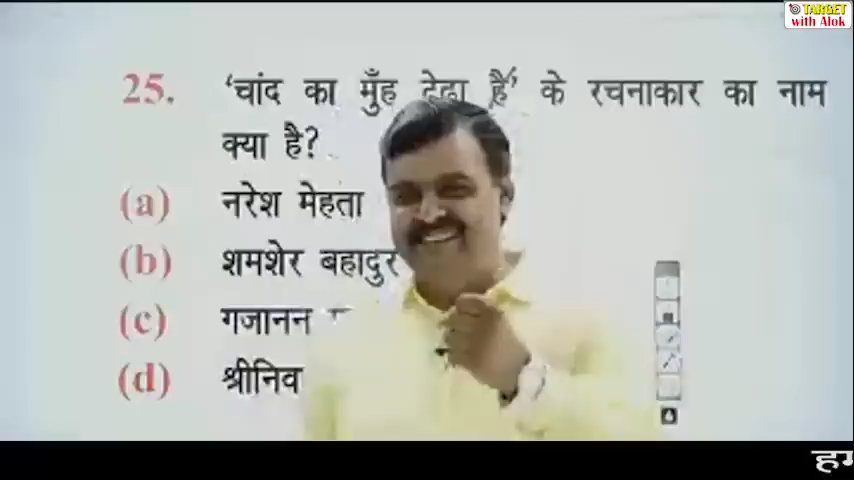 TARGET
with Alok
25. 'चांद का मुँह टेढ़ा है' के रचनाकार का नाम
क्या है?
(a) नरेश मेहता
(b) शमशेर बहादुर
(c) गजानन
(d) श्रीनिव